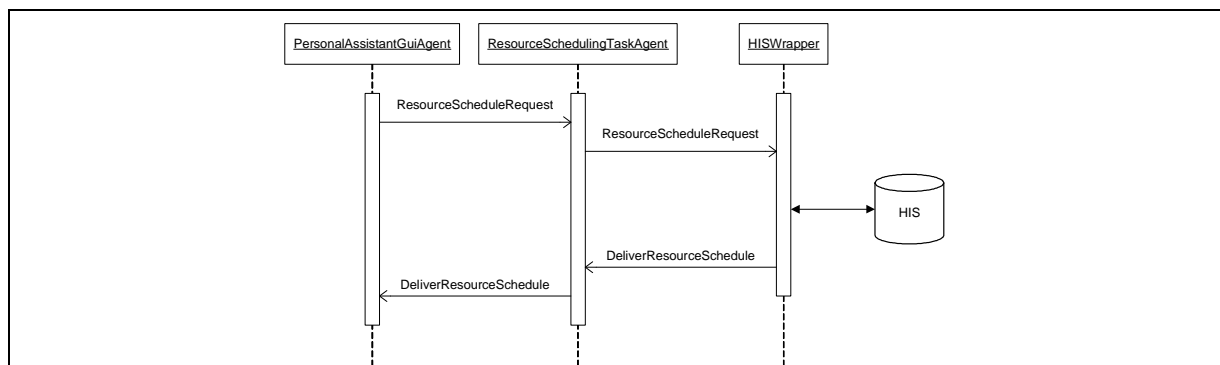 PersonalAssistantGuiAgent
ResourceSchedulingTaskAgent
HISWrapper
ResourceScheduleRequest
ResourceScheduleRequest
HIS
DeliverResourceSchedule
DeliverResourceSchedule